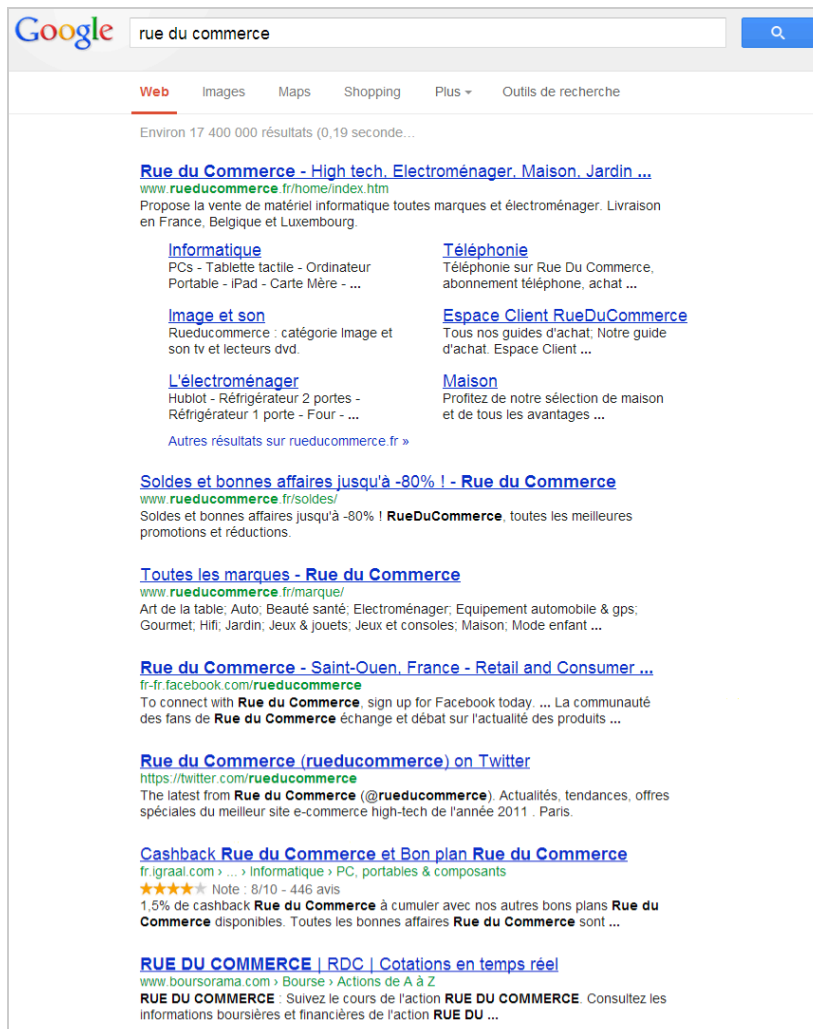 Google
rue du commerce
Web Images Maps Shopping Plus Outils de recherche
Environ 17 400 000 résultats (0,19 seconde...
Rue du Commerce - High tech, Electroménager, Maison, Jardin ...
www.rueducommerce.fr/home/index.htm
Propose la vente de matériel informatique toutes marques et électroménager. Livraison
en France, Belgique et Luxembourg.
Informatique
PCs - Tablette tactile - Ordinateur
Portable - iPad - Carte Mère - ...
Téléphonie
Téléphonie sur Rue Du Commerce,
abonnement téléphone, achat ...
Image et son
Rueducommerce : catégorie Image et
son tv et lecteurs dvd.
Espace Client RueDuCommerce
Tous nos guides d'achat; Notre guide
d'achat. Espace Client ...
L'électroménager
Hublot - Réfrigérateur 2 portes -
Réfrigérateur 1 porte - Four - ...
Maison
Profitez de notre sélection de maison
et de tous les avantages ...
Autres résultats sur rueducommerce.fr »
Soldes et bonnes affaires jusqu'à -80% ! - Rue du Commerce
www.rueducommerce.fr/soldes/
Soldes et bonnes affaires jusqu'à -80% ! RueDuCommerce, toutes les meilleures
promotions et réductions.
Toutes les marques - Rue du Commerce
www.rueducommerce.fr/marque/
Art de la table; Auto; Beauté santé; Electroménager; Equipement automobile & gps;
Gourmet; Hifi; Jardin; Jeux & jouets; Jeux et consoles; Maison; Mode enfant ...
Rue du Commerce - Saint-Ouen, France - Retail and Consumer ...
fr-fr.facebook.com/rueducommerce
To connect with Rue du Commerce, sign up for Facebook today. ... La communauté
des fans de Rue du Commerce échange et débat sur l'actualité des produits ...
Rue du Commerce (rueducommerce) on Twitter
https://twitter.com/rueducommerce
The latest from Rue du Commerce (@rueducommerce). Actualités, tendances, offres
spéciales du meilleur site e-commerce high-tech de l'année 2011 . Paris.
Cashback Rue du Commerce et Bon plan Rue du Commerce
fr.igraal.com › ... › Informatique › PC, portables & composants
Note : 8/10 - 446 avis
1,5% de cashback Rue du Commerce à cumuler avec nos autres bons plans Rue du
Commerce disponibles. Toutes les bonnes affaires Rue du Commerce sont ...
RUE DU COMMERCE | RDC | Cotations en temps réel
www.boursorama.com › Bourse › Actions de A à Z
RUE DU COMMERCE : Suivez le cours de l'action RUE DU COMMERCE. Consultez les
informations boursières et financières de l'action RUE DU ...